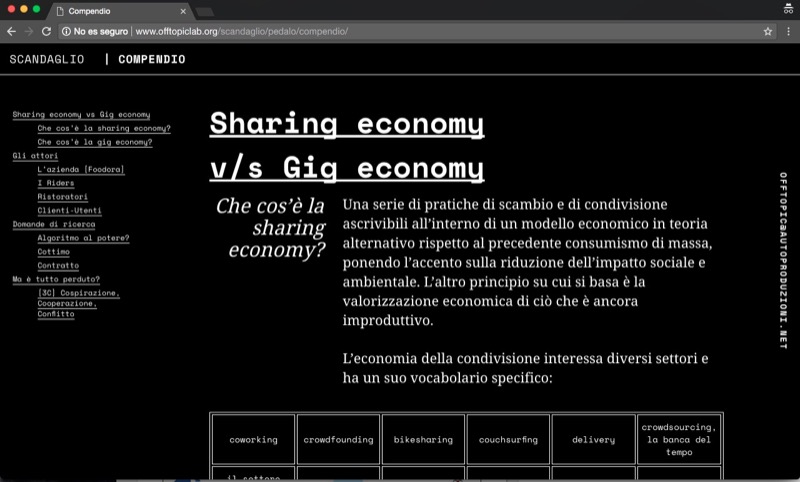 Compendio
No es seguro | www.offtopiclab.org/scandaglio/pedalo/compendio/
SCANDAGLIO | COMPENDIO
Sharing economy vs Gig economy
Che cos'è la sharing economy?
Che cos'è la gig economy?
Gli attori
L'azienda [Foodora]
I Riders
Ristoratori
Clienti-Utenti
Domande di ricerca
Algoritmo al potere?
Cottimo
Contratto
Ma è tutto perduto?
[3C] Cospirazione,
Cooperazione,
Conflitto
Sharing economy
v/s Gig economy
Che cos'è la
sharing
economy?
Una serie di pratiche di scambio e di condivisione
ascrivibili all'interno di un modello economico in teoria
alternativo rispetto al precedente consumismo di massa,
ponendo l'accento sulla riduzione dell'impatto sociale e
ambientale. L'altro principio su cui si basa è la
valorizzazione economica di ciò che è ancora
improduttivo.
L'economia della condivisione interessa diversi settori e
ha un suo vocabolario specifico:
coworking
crowdfounding
bikesharing
couchsurfing
delivery
crowdsourcing,
la banca del
tempo
il settore
OFFTOPIC@AUTOPRODUZIONI.NET